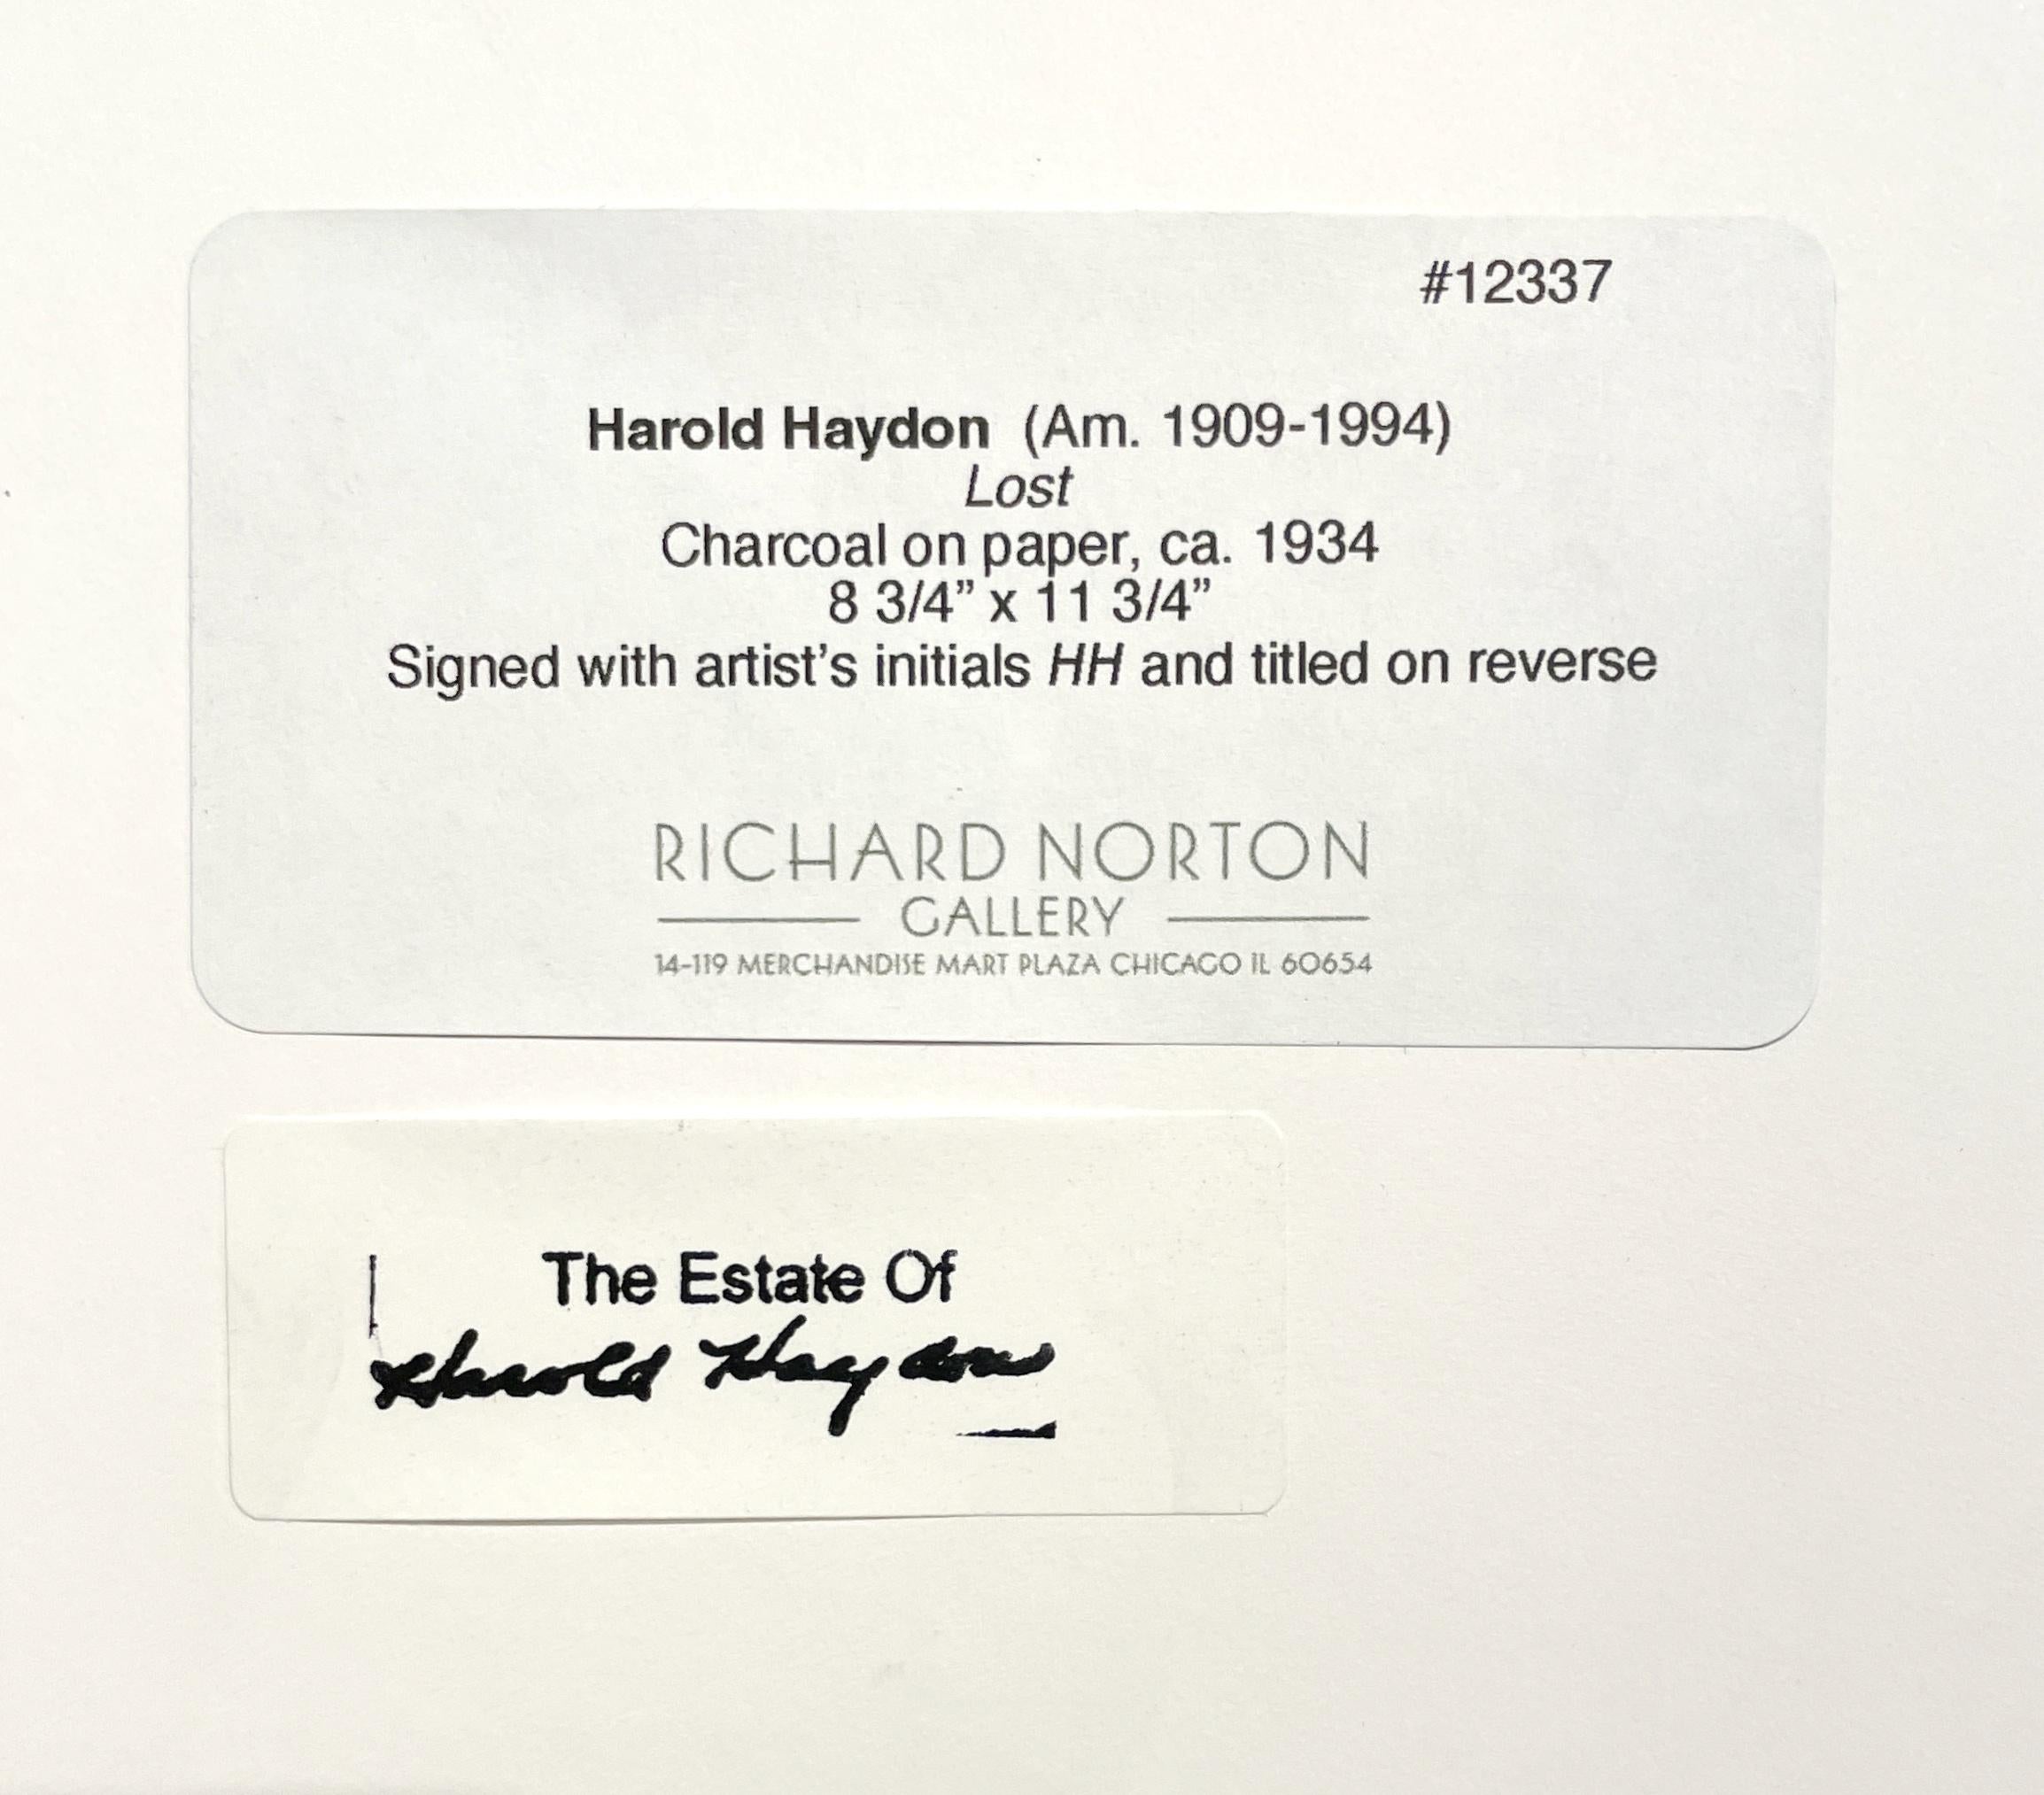 #12337
Harold Haydon (Am. 1909-1994)
Lost
Charcoal on paper, ca. 1934
8 3/4” x 11 3/4”
Signed with artist’s initials HH and titled on reverse
RICHARD NORTON
GALLERY
14-119 MERCHANDISE MART PLAZA CHICAGO IL 60654
The Estate Of
Harold Haydon